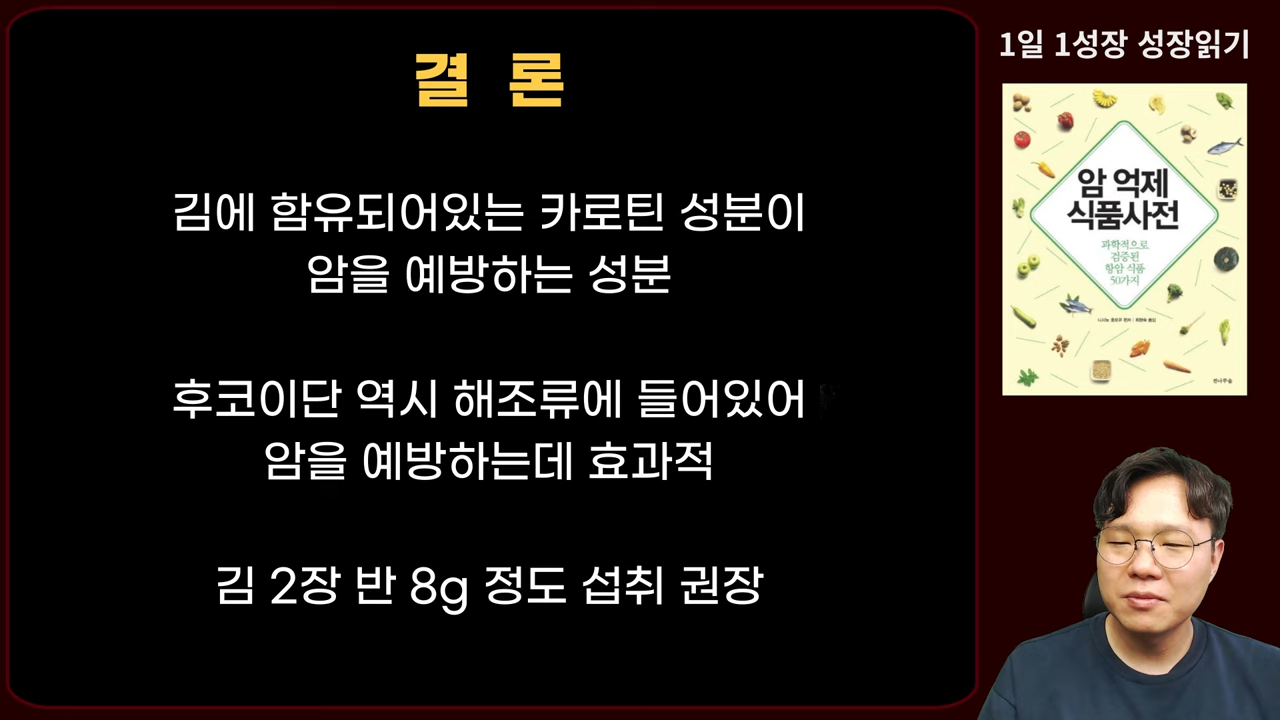 결 론
김에 함유되어있는 카로틴 성분이
암을 예방하는 성분
후코이단 역시 해조류에 들어있어
암을 예방하는데 효과적
김 2장 반 8g 정도 섭취 권장
1일 1성장 성장읽기
암 억제
식품사전
과학적으로
검증된
항암 식품
50가지
전나무숲